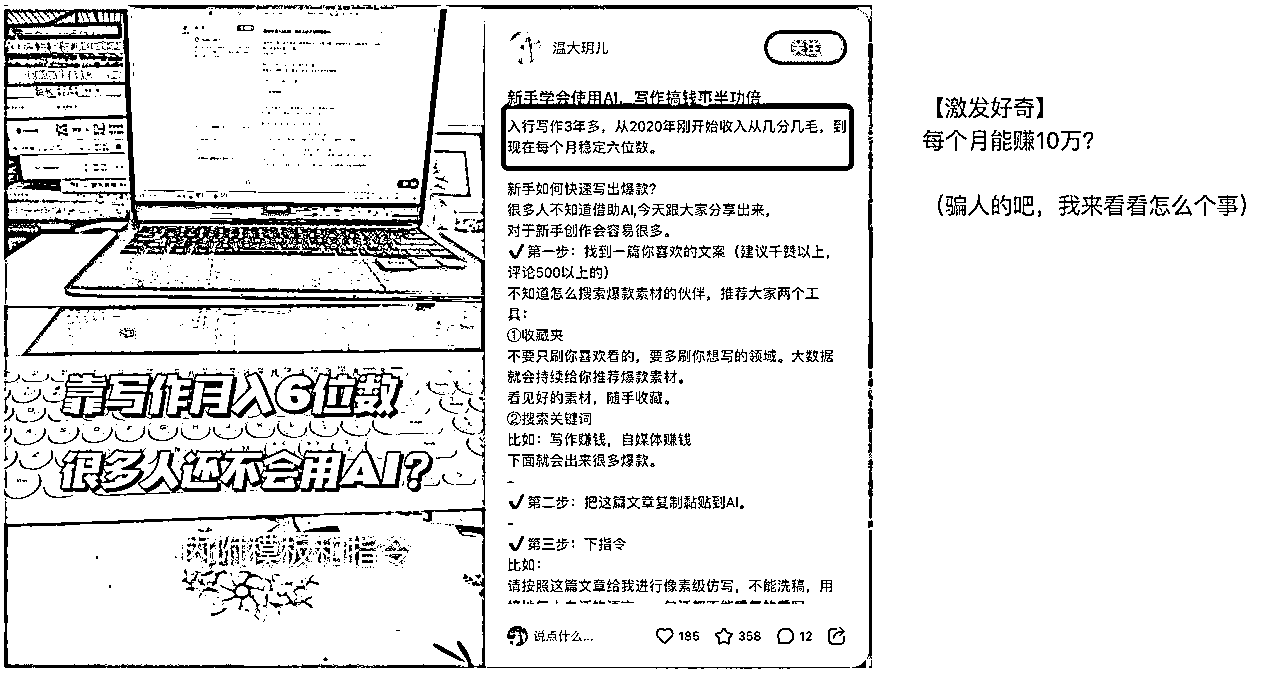 靠写作月入6位数
很多人还不会用AI?
内附模板和指令
温大玥儿
关注
新手学会使用AI，写作搞钱事半功倍
入行写作3年多，从2020年刚开始收入从几分几毛，到
现在每个月稳定六位数。
新手如何快速写出爆款?
很多人不知道借助AI,今天跟大家分享出来，
对于新手创作会容易很多。
✔第一步：找到一篇你喜欢的文案（建议千赞以上，
评论500以上的）
不知道怎么搜索爆款素材的伙伴，推荐大家两个工
具：
①收藏夹
不要只刷你喜欢看的，要多刷你想写的领域。大数据
就会持续给你推荐爆款素材。
看见好的素材，随手收藏。
②搜索关键词
比如：写作赚钱，自媒体赚钱
下面就会出来很多爆款。
-
✔第二步：把这篇文章复制黏贴到AI。
-
✔第三步：下指令
比如：
请按照这篇文章给我进行像素级仿写，不能洗稿，用
说点什么...
195
358
12
【激发好奇】
每个月能赚10万?
（骗人的吧，我来看看怎么个事）